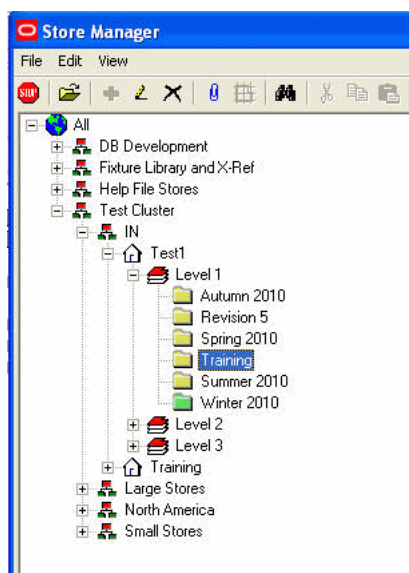 Store Manager
File Edit View
STOP
All
DB Development
Fixture Library and X-Ref
Help File Stores
Test Cluster
IN
Test1
Level 1
Autumn 2010
Revision 5
Spring 2010
Training
Summer 2010
Winter 2010
Level 2
Level 3
Training
Large Stores
North America
Small Stores